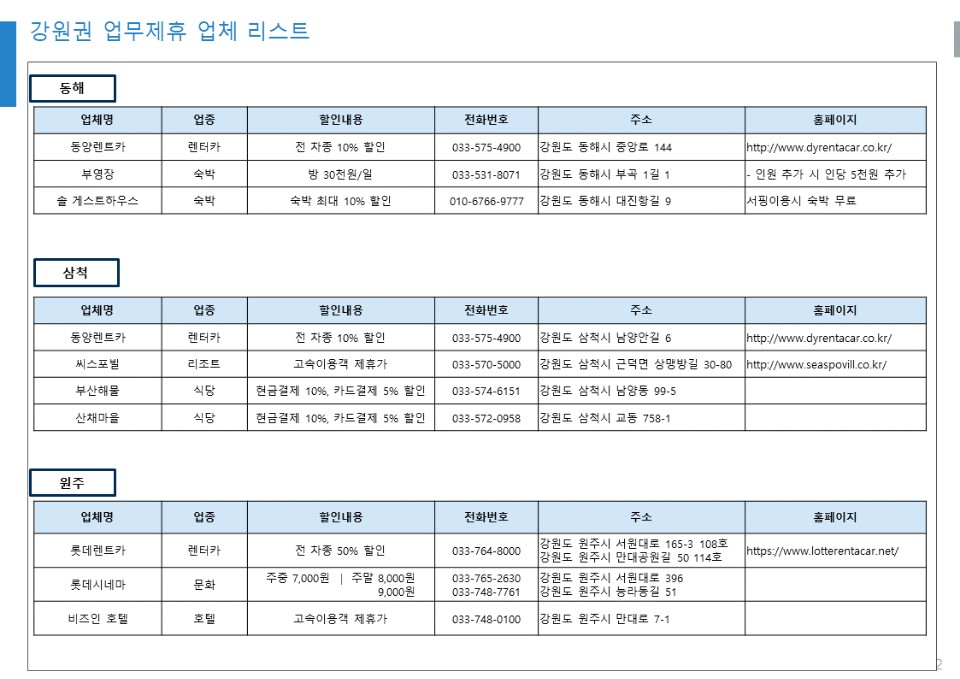 강원권 업무제휴 업체 리스트
동해
업체명 업종 할인내용 전화번호 주소 홈페이지
동양렌트카 렌터카 전 차종 10% 할인 033-575-4900 강원도 동해시 중앙로 144 http://www.dyrentacar.co.kr/
부영장 숙박 방 30천원/일 033-531-8071 강원도 동해시 부곡 1길 1 - 인원 추가 시 인당 5천원 추가
솔 게스트하우스 숙박 숙박 최대 10% 할인 010-6766-9777 강원도 동해시 대진항길 9 서핑이용시 숙박 무료
삼척
업체명 업종 할인내용 전화번호 주소 홈페이지
동양렌트카 렌터카 전 차종 10% 할인 033-575-4900 강원도 삼척시 남양안길 6 http://www.dyrentacar.co.kr/
씨스포빌 리조트 고속이용객 제휴가 033-570-5000 강원도 삼척시 근덕면 상맹방길 30-80 http://www.seaspovill.co.kr/
부산해물 식당 현금결제 10%, 카드결제 5% 할인 033-574-6151 강원도 삼척시 남양동 99-5
산채마을 식당 현금결제 10%, 카드결제 5% 할인 033-572-0958 강원도 삼척시 교동 758-1
원주
업체명 업종 할인내용 전화번호 주소 홈페이지
롯데렌트카 렌터카 전 차종 50% 할인 033-764-8000 강원도 원주시 서원대로 165-3 108호 https://www.lotterentacar.net/
강원도 원주시 만대공원길 50 114호
롯데시네마 문화 주중 7,000원 | 주말 8,000원 033-765-2630 강원도 원주시 서원대로 396
9,000원 033-748-7761 강원도 원주시 능라동길 51
비즈인 호텔 호텔 고속이용객 제휴가 033-748-0100 강원도 원주시 만대로 7-1
2